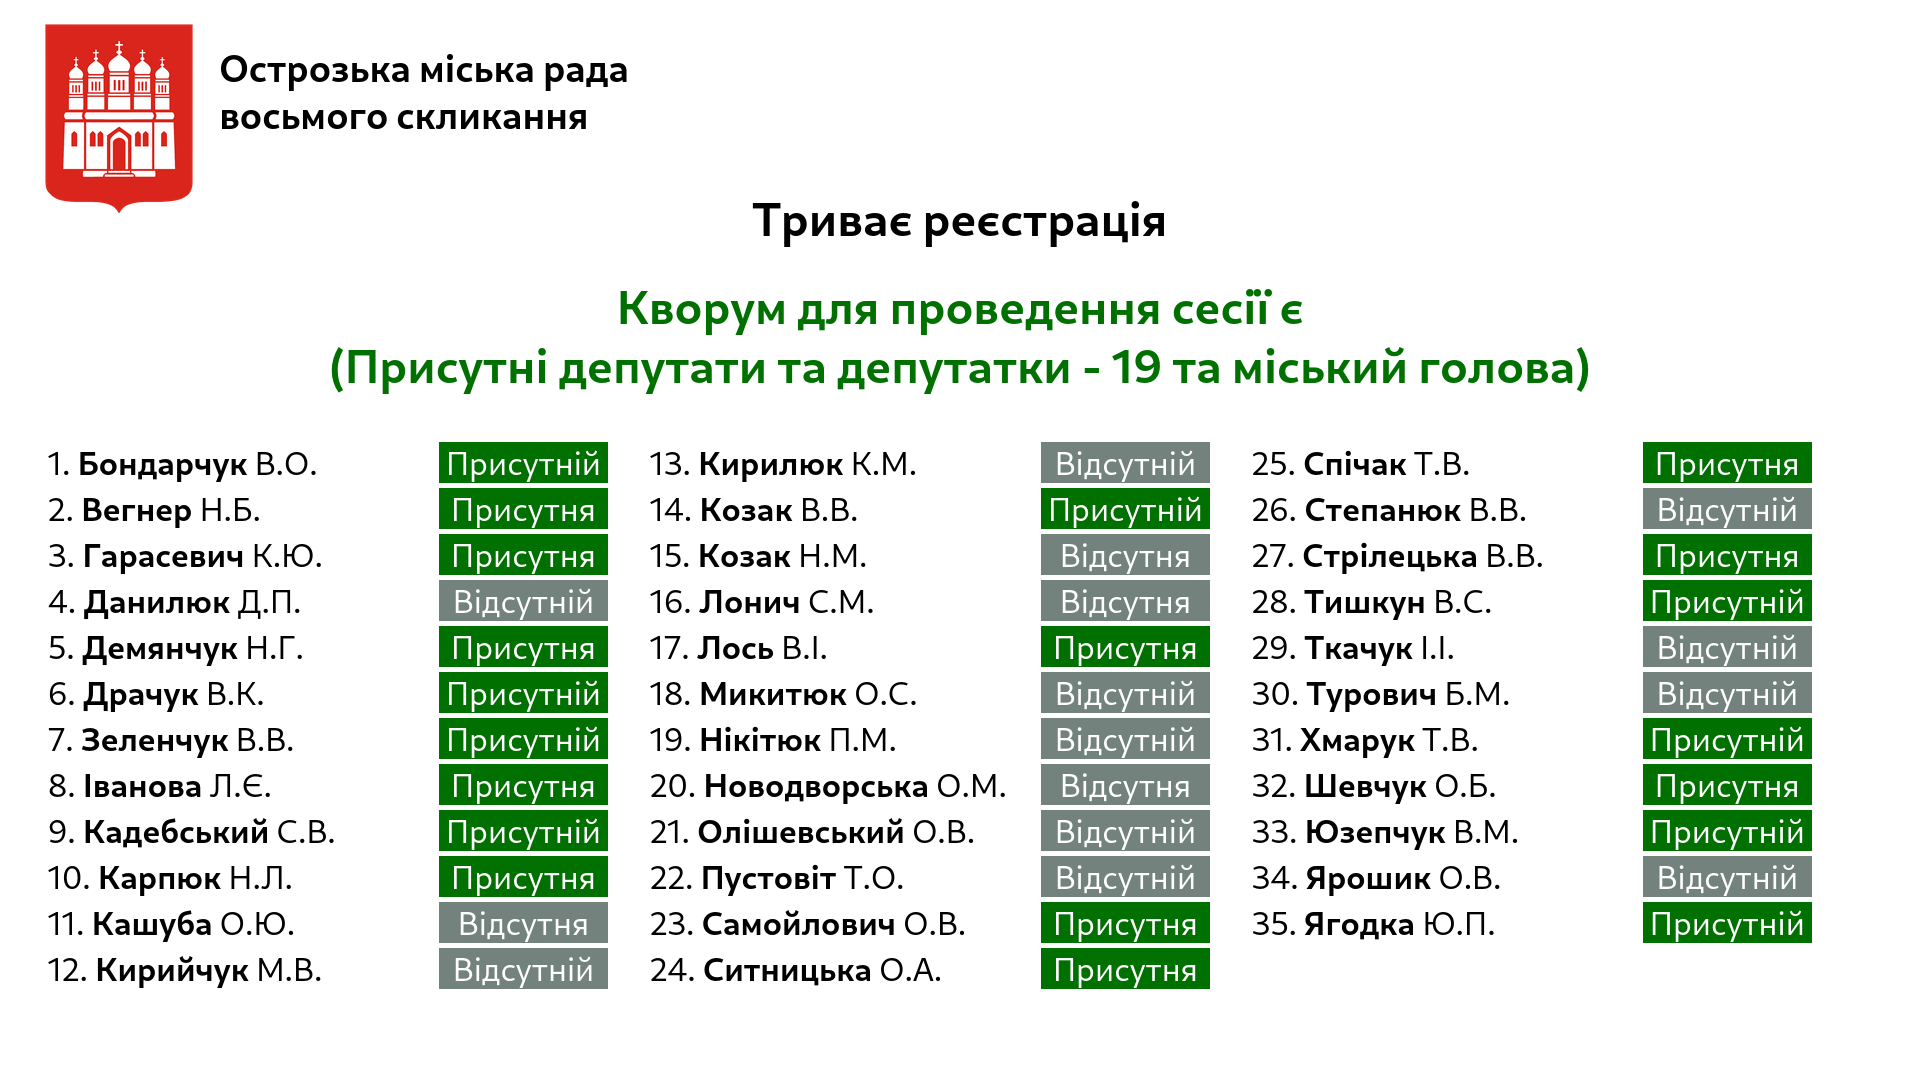 Острозька міська рада
восьмого скликання
Триває реєстрація
Кворум для проведення сесії є
(Присутні депутати та депутатки - 19 та міський голова)
1. Бондарчук В.О. Присутній
2. Вегнер Н.Б. Присутня
3. Гарасевич К.Ю. Присутня
4. Данилюк Д.П. Відсутній
5. Демянчук Н.Г. Присутня
6. Драчук В.К. Присутній
7. Зеленчук В.В. Присутній
8. Іванова Л.Є. Присутня
9. Кадебський С.В. Присутній
10. Карпюк Н.Л. Присутня
11. Кашуба О.Ю. Відсутня
12. Кирийчук М.В. Відсутній
13. Кирилюк К.М. Відсутній
14. Козак В.В. Присутній
15. Козак Н.М. Відсутня
16. Лонич С.М. Відсутня
17. Лось В.І. Присутня
18. Микитюк О.С. Відсутній
19. Нікітюк П.М. Відсутній
20. Новодворська О.М. Відсутня
21. Олішевський О.В. Відсутній
22. Пустовіт Т.О. Відсутній
23. Самойлович О.В. Присутня
24. Ситницька О.А. Присутня
25. Спічак Т.В. Присутня
26. Степанюк В.В. Відсутній
27. Стрілецька В.В. Присутня
28. Тишкун В.С. Присутній
29. Ткачук І.І. Відсутній
30. Турович Б.М. Відсутній
31. Хмарук Т.В. Присутній
32. Шевчук О.Б. Присутня
33. Юзепчук В.М. Присутній
34. Ярошик О.В. Відсутній
35. Ягодка Ю.П. Присутній